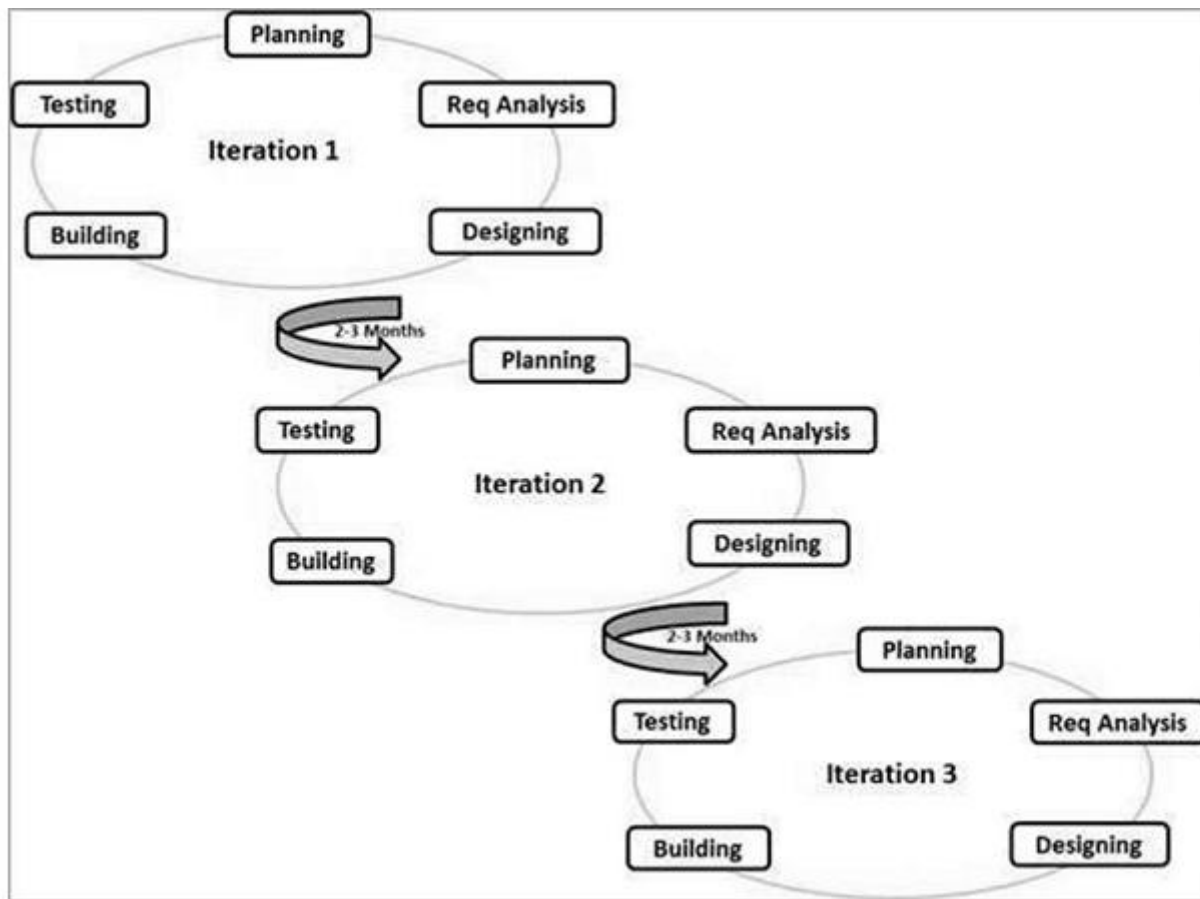 Planning
Testing
Req Analysis
Iteration 1
Building
Designing
2-3 Months
Planning
Testing
Req Analysis
Iteration 2
Building
Designing
2-3 Months
Planning
Testing
Req Analysis
Iteration 3
Building
Designing